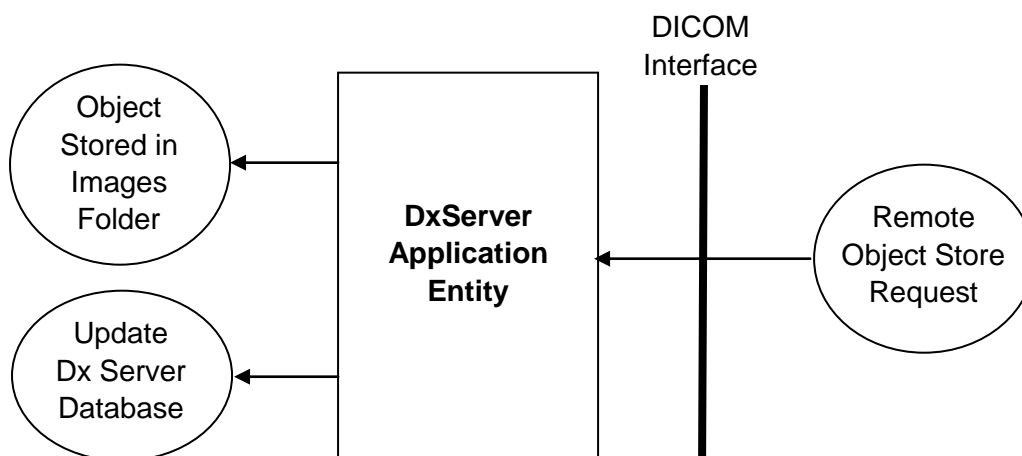 DICOM
Interface
Object
Stored in
Images
Folder
DxServer
Application
Entity
Remote
Object Store
Request
Update
Dx Server
Database